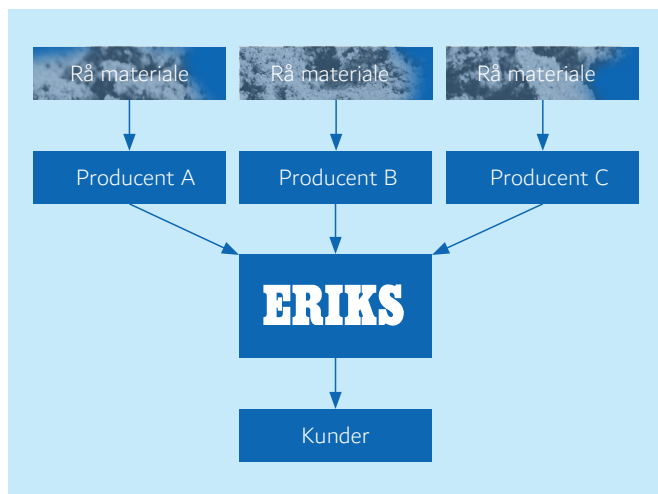 Rå materiale
Rå materiale
Rå materiale
Producent A
Producent B
Producent C
ERIKS
Kunder